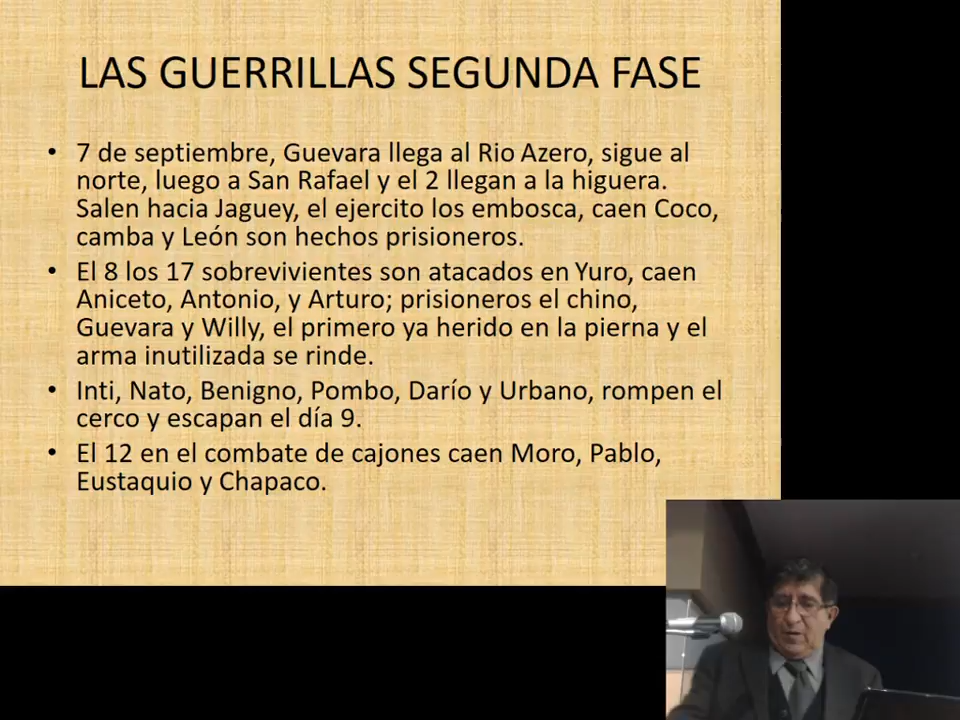 LAS GUERRILLAS SEGUNDA FASE
• 7 de septiembre, Guevara llega al Rio Azero, sigue al
norte, luego a San Rafael y el 2 llegan a la higuera.
Salen hacia Jaguey, el ejercito los embosca, caen Coco,
camba y León son hechos prisioneros.
• El 8 los 17 sobrevivientes son atacados en Yuro, caen
Aniceto, Antonio, y Arturo; prisioneros el chino,
Guevara y Willy, el primero ya herido en la pierna y el
arma inutilizada se rinde.
• Inti, Nato, Benigno, Pombo, Darío y Urbano, rompen el
cerco y escapan el día 9.
• El 12 en el combate de cajones caen Moro, Pablo,
Eustaquio y Chapaco.